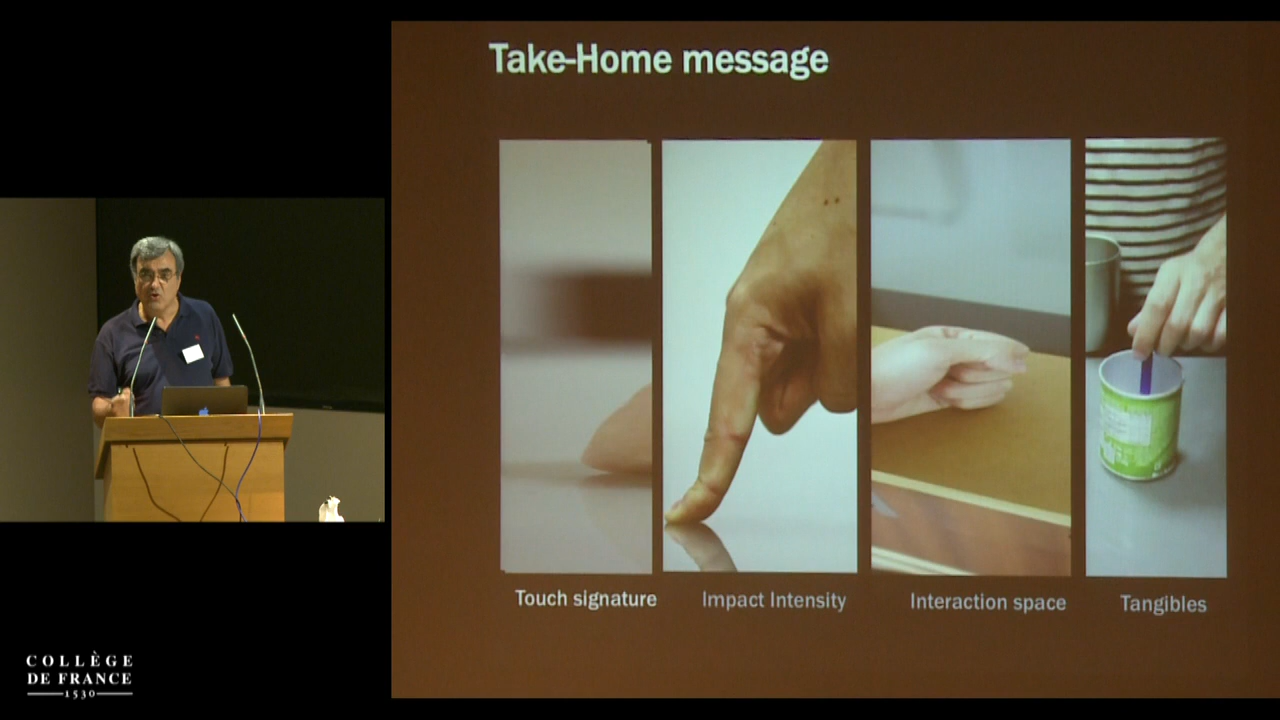 Take-Home message
Touch signature
Impact Intensity
Interaction space
Tangibles
COLLÈGE
DE FRANCE
1530